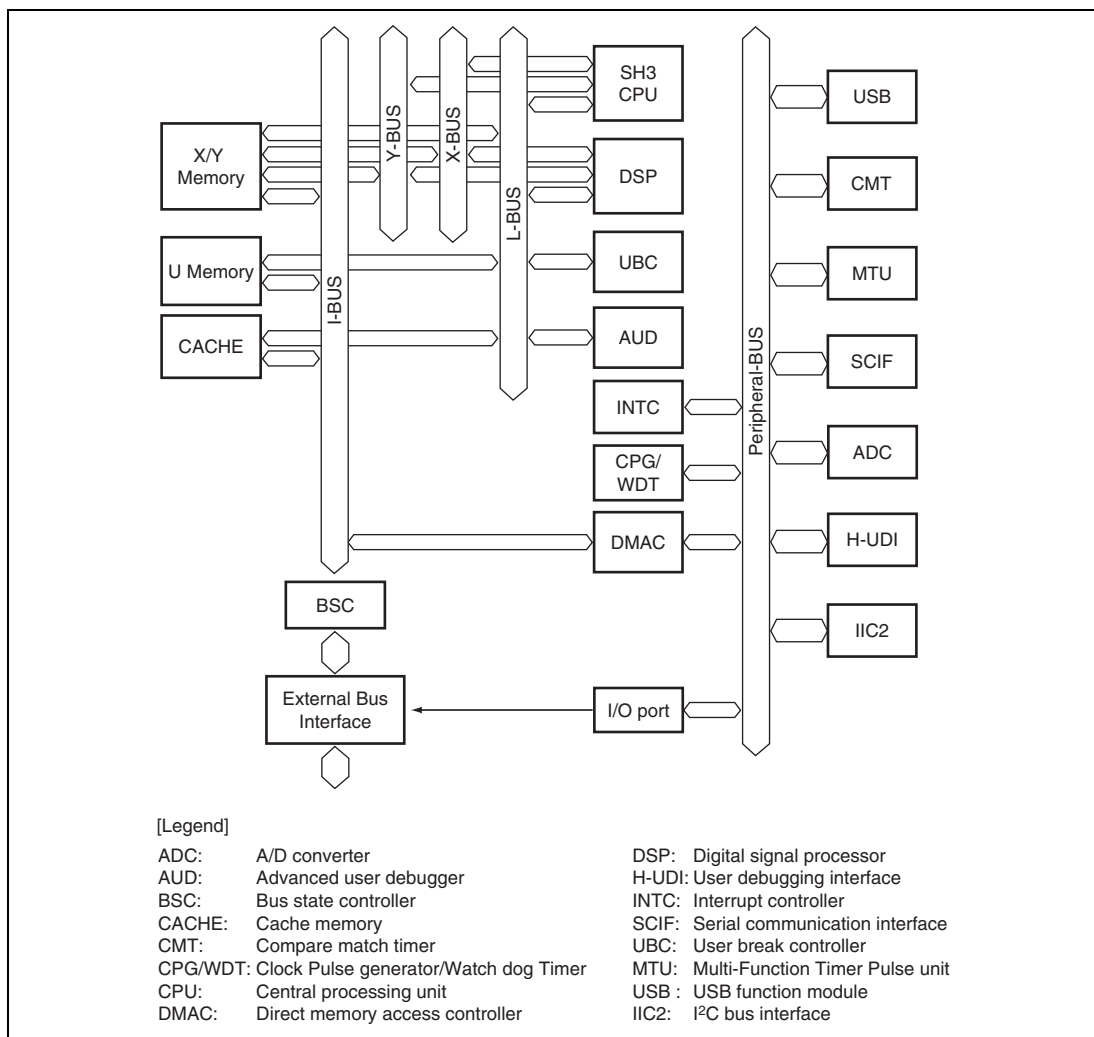 SH3
CPU
USB
X/Y
Memory
Y-BUS
X-BUS
DSP
CMT
L-BUS
U Memory
I-BUS
UBC
MTU
CACHE
AUD
SCIF
Peripheral-BUS
INTC
CPG/
WDT
ADC
DMAC
H-UDI
BSC
IIC2
External Bus
Interface
I/O port
[Legend]
ADC: A/D converter
AUD: Advanced user debugger
BSC: Bus state controller
CACHE: Cache memory
CMT: Compare match timer
CPG/WDT: Clock Pulse generator/Watch dog Timer
CPU: Central processing unit
DMAC: Direct memory access controller
DSP: Digital signal processor
H-UDI: User debugging interface
INTC: Interrupt controller
SCIF: Serial communication interface
UBC: User break controller
MTU: Multi-Function Timer Pulse unit
USB : USB function module
IIC2: I²C bus interface